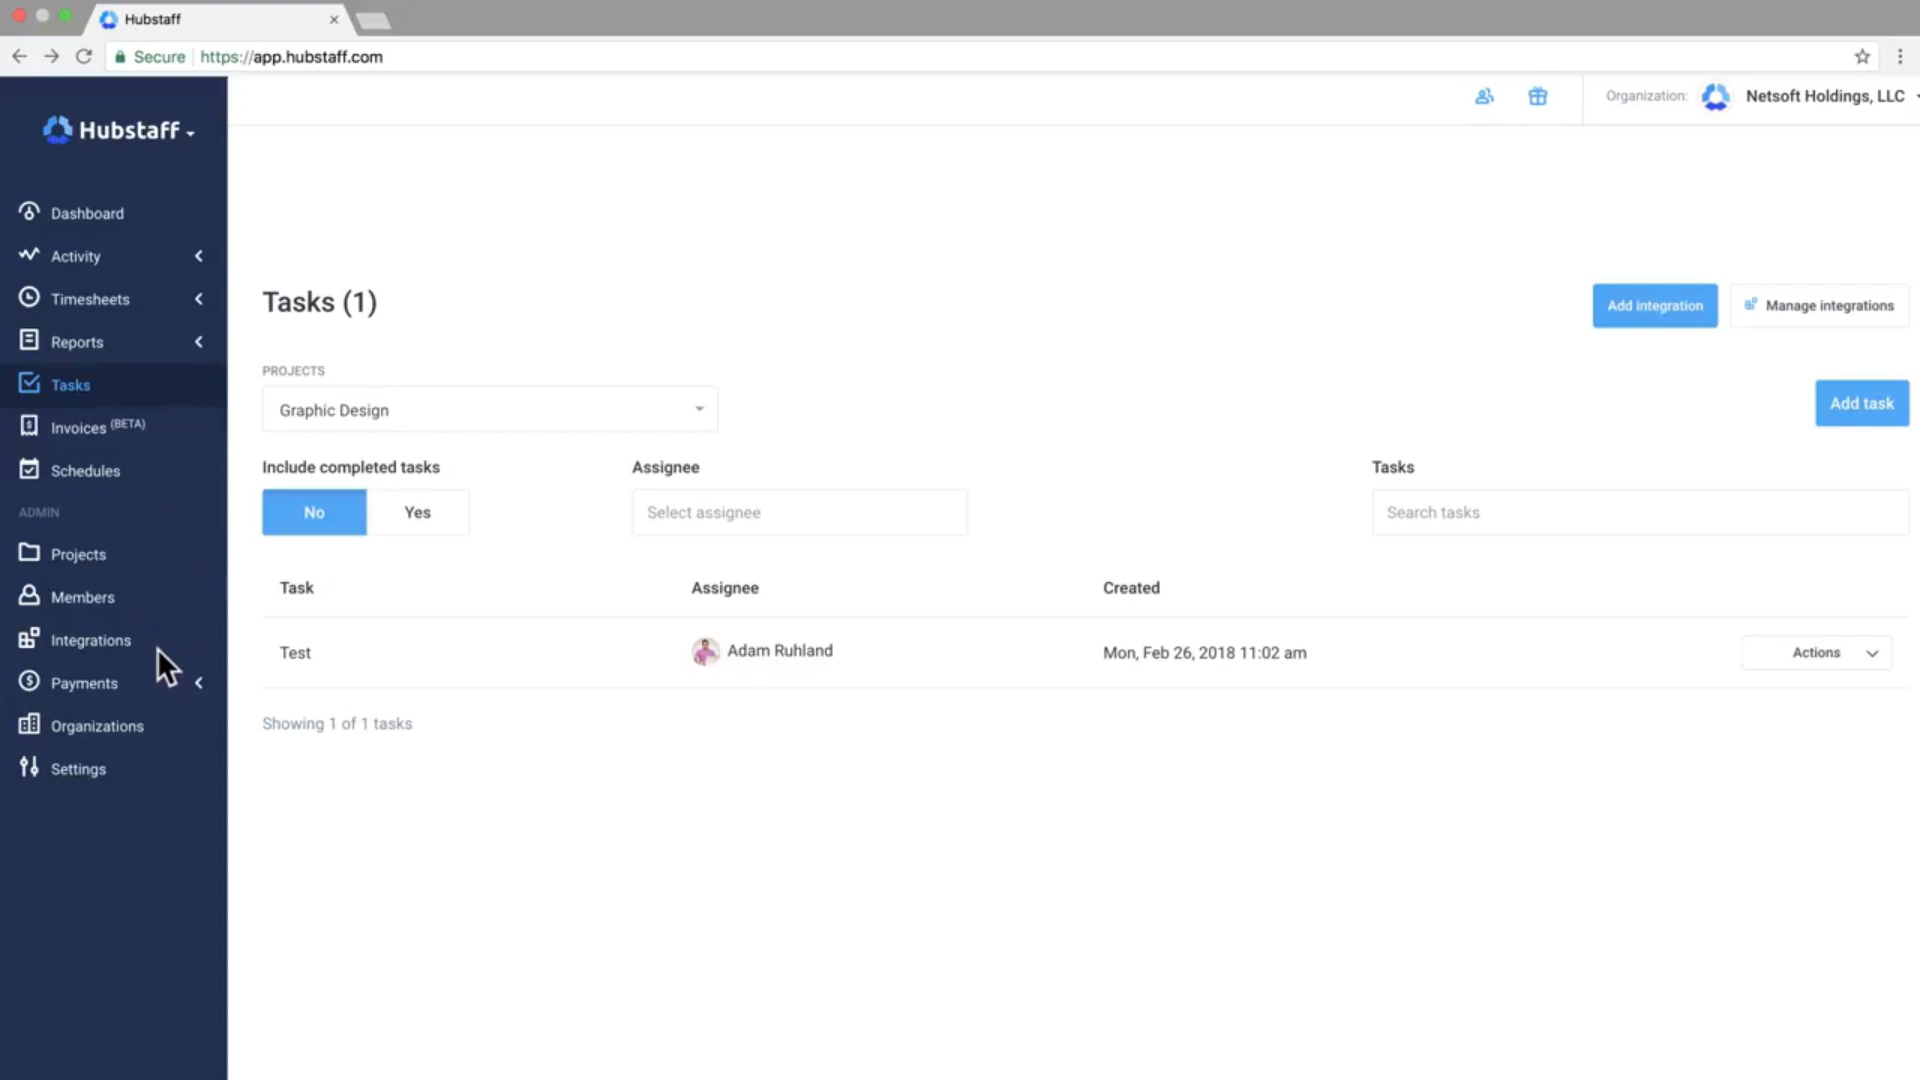 Hubstaff
Secure https://app.hubstaff.com
Organization: Netsoft Holdings, LLC
Hubstaff
Dashboard
Activity
Timesheets
Reports
Tasks
Invoices (BETA)
Schedules
ADMIN
Projects
Members
Integrations
Payments
Organizations
Settings
Tasks (1)
Add integration
Manage integrations
PROJECTS
Graphic Design
Add task
Include completed tasks
No Yes
Assignee
Select assignee
Tasks
Search tasks
Task Assignee Created
Test Adam Ruhland Mon, Feb 26, 2018 11:02 am Actions
Showing 1 of 1 tasks